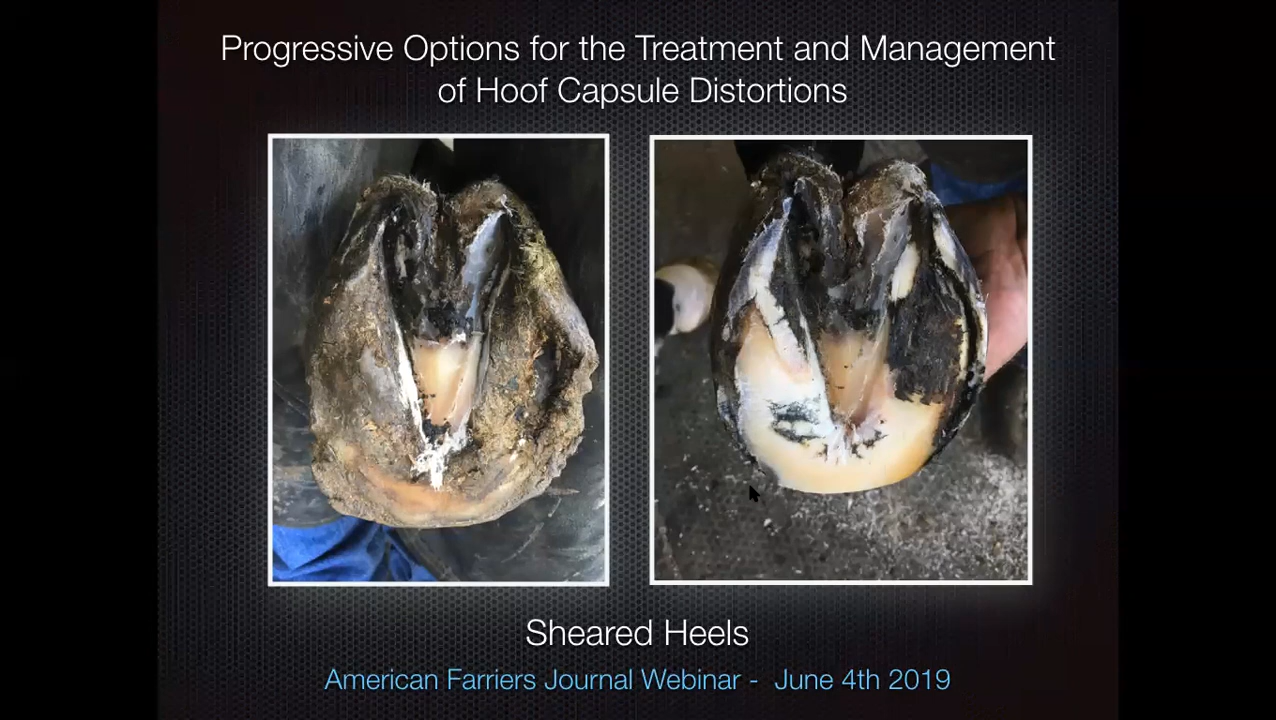 Progressive Options for the Treatment and Management
of Hoof Capsule Distortions
Sheared Heels
American Farriers Journal Webinar - June 4th 2019